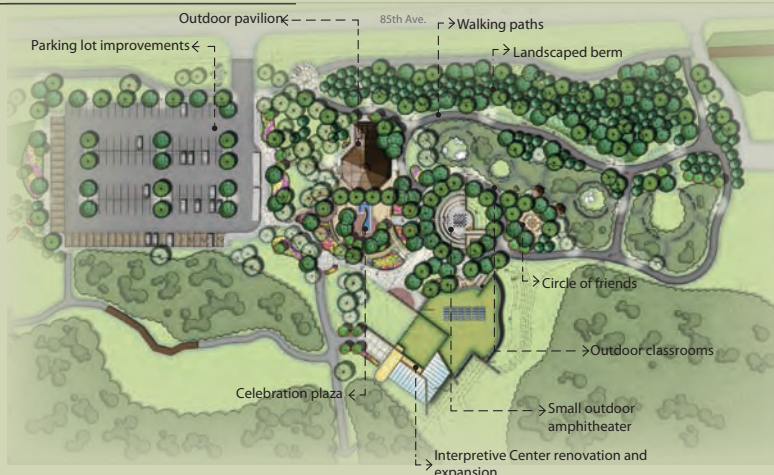 Outdoor pavilion
85th Ave.
Walking paths
Parking lot improvements
Landscaped berm
Circle of friends
Outdoor classrooms
Celebration plaza
Small outdoor
amphitheater
Interpretive Center renovation and
expansion